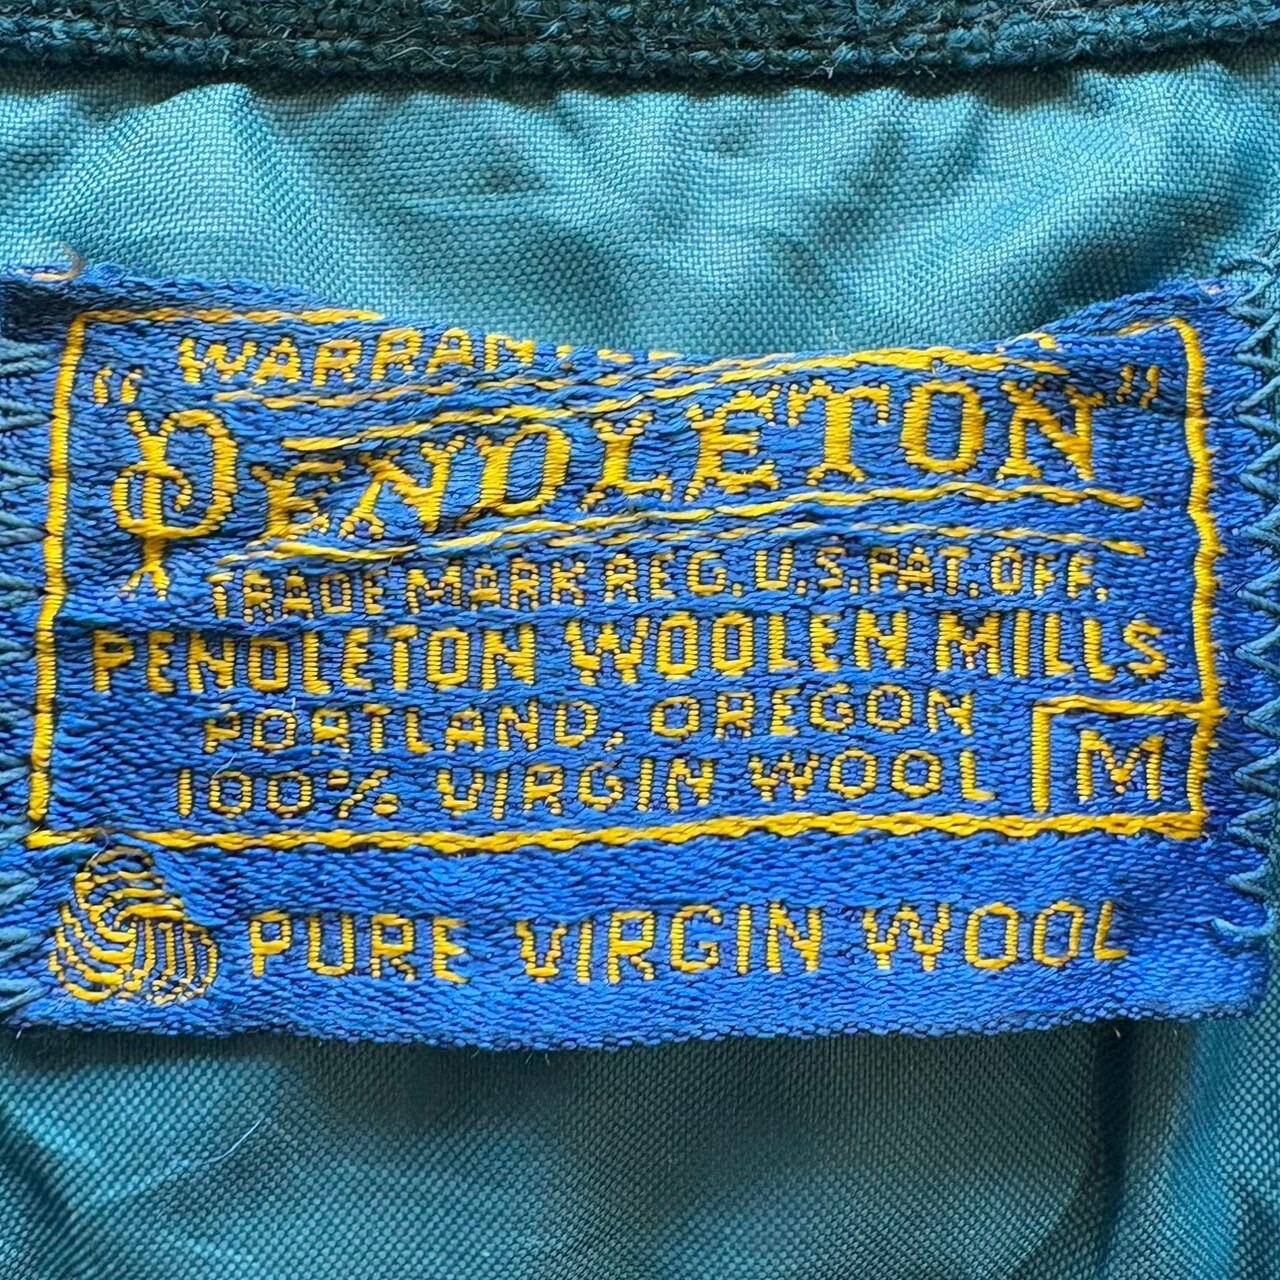 "PENDLETON"
TRADE MARK REG. U.S. PAT. OFF.
PENDLETON WOOLEN MILLS
PORTLAND, OREGON
100% VIRGIN WOOL
M
PURE VIRGIN WOOL